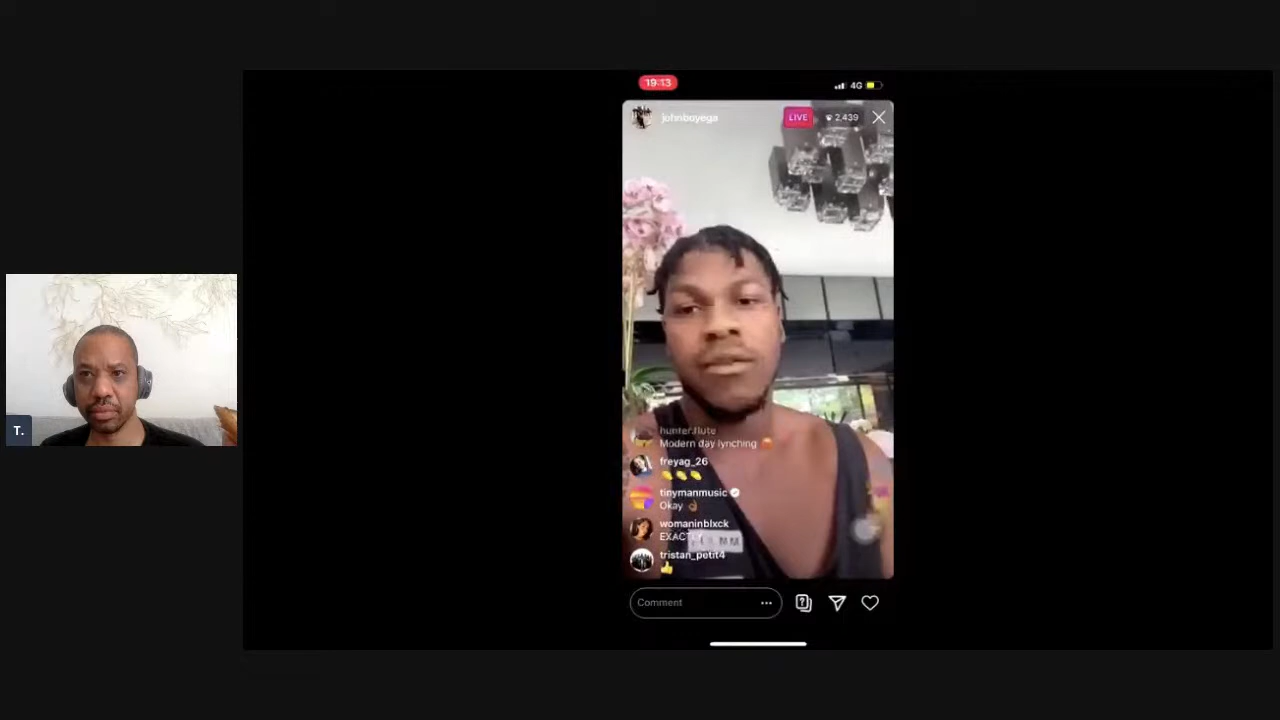 19:13
4G
johnboyega
LIVE
2,439
hunter.flute
Modern day lynching
freyag_26
tinymanmusic
Okay
womaninblxck
EXACTLY
tristan_petit4
Comment
T.